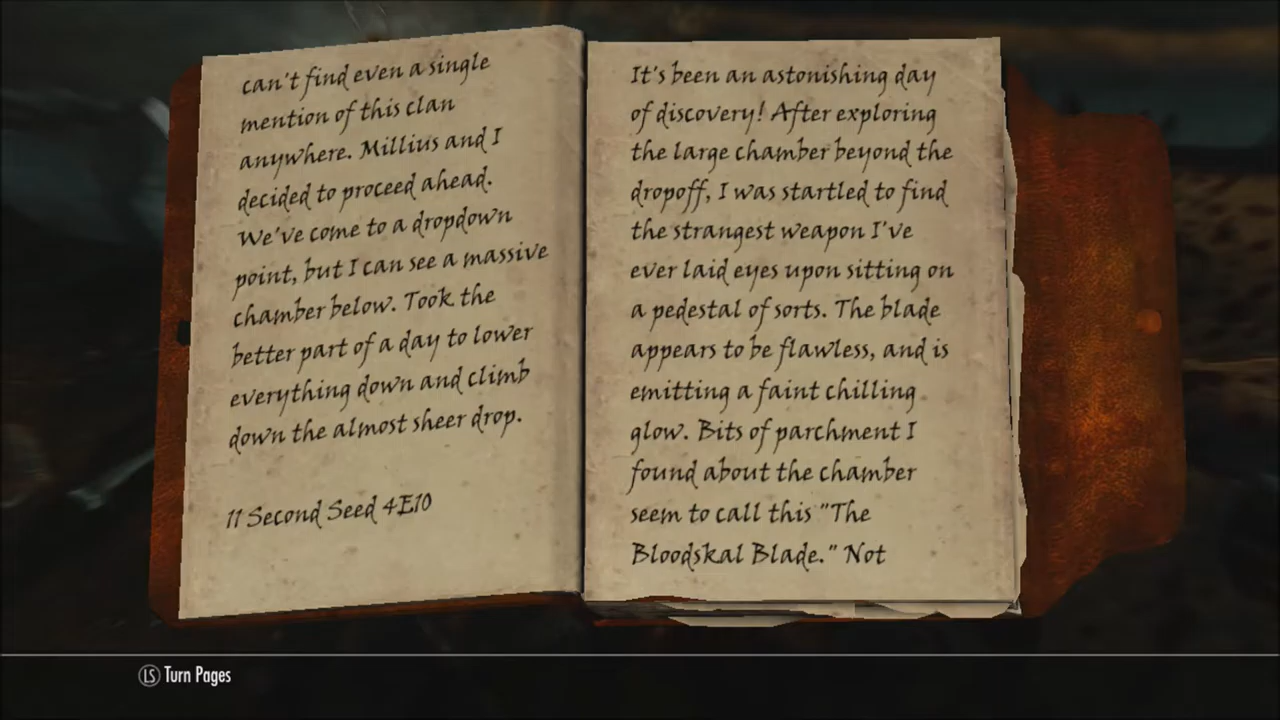 can't find even a single
mention of this clan
anywhere. Millius and I
decided to proceed ahead.
We've come to a dropdown
point, but I can see a massive
chamber below. Took the
better part of a day to lower
everything down and climb
down the almost sheer drop.
11 Second Seed 4E10
It's been an astonishing day
of discovery! After exploring
the large chamber beyond the
dropoff, I was startled to find
the strangest weapon I've
ever laid eyes upon sitting on
a pedestal of sorts. The blade
appears to be flawless, and is
emitting a faint chilling
glow. Bits of parchment I
found about the chamber
seem to call this "The
Bloodskal Blade." Not
LS Turn Pages